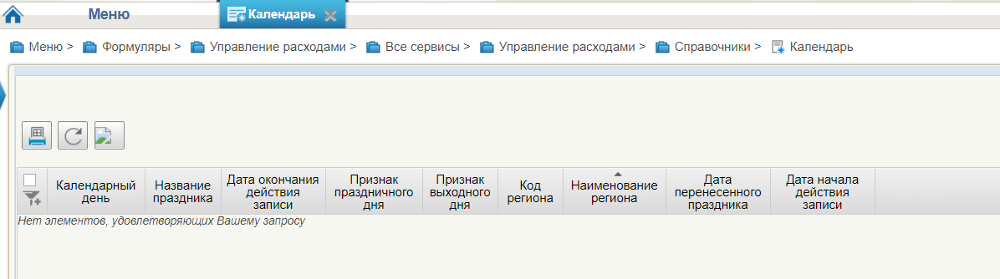 Меню
Календарь
Меню > Формуляры > Управление расходами > Все сервисы > Управление расходами > Справочники > Календарь
Календарный
день
Название
праздника
Дата окончания
действия
записи
Признак
праздничного
дня
Признак
выходного
дня
Код
региона
Наименование
региона
Дата
перенесенного
праздника
Дата начала
действия
записи
Нет элементов, удовлетворяющих Вашему запросу